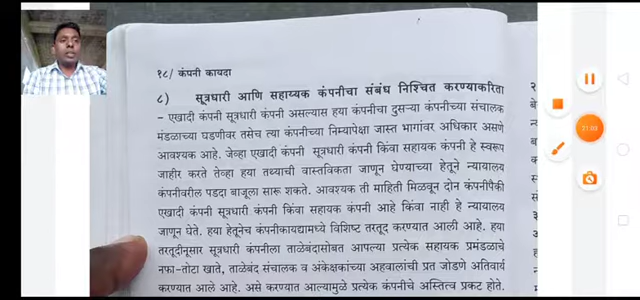 १८/ कंपनी कायदा
८) सूत्रधारी आणि सहाय्यक कंपनीचा संबंध निश्चित करण्याकरिता
- एखादी कंपनी सूत्रधारी कंपनी असल्यास हया कंपनीचा दुसऱ्या कंपनीच्या संचालक
मंडळाच्या घडणीवर तसेच त्या कंपनीच्या निम्यापेक्षा जास्त भागांवर अधिकार असणे
आवश्यक आहे. जेव्हा एखादी कंपनी सूत्रधारी कंपनी किंवा सहायक कंपनी हे स्वरूप
जाहीर करते तेव्हा हया तथ्याची वास्तविकता जाणून घेण्याच्या हेतूने न्यायालय
कंपनीवरील पडदा बाजूला सारू शकते. आवश्यक ती माहिती मिळवून दोन कंपनीपैकी
एखादी कंपनी सूत्रधारी कंपनी किंवा सहायक कंपनी आहे किंवा नाही हे न्यायालय
जाणून घेते. हया हेतूनेच कंपनीकायद्यामध्ये विशिष्ट तरतूद करण्यात आली आहे. हया
तरतूदीनूसार सूत्रधारी कंपनीला ताळेबंदासोबत आपल्या प्रत्येक सहायक प्रमंडळाचे
नफा-तोटा खाते, ताळेबंद संचालक व अंकेक्षकांच्या अहवालांची प्रत जोडणे अतिवार्य
करण्यात आले आहे. असे करण्यात आल्यामुळे प्रत्येक कंपनीचे अस्तित्व प्रकट होते.